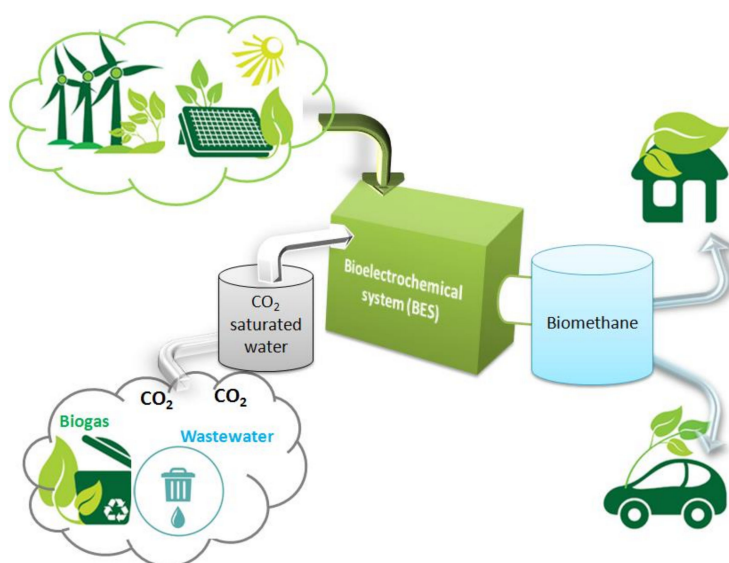 Bioelectrochemical
system (BES)
CO₂
saturated
water
Biomethane
CO₂ CO₂
Biogas
Wastewater